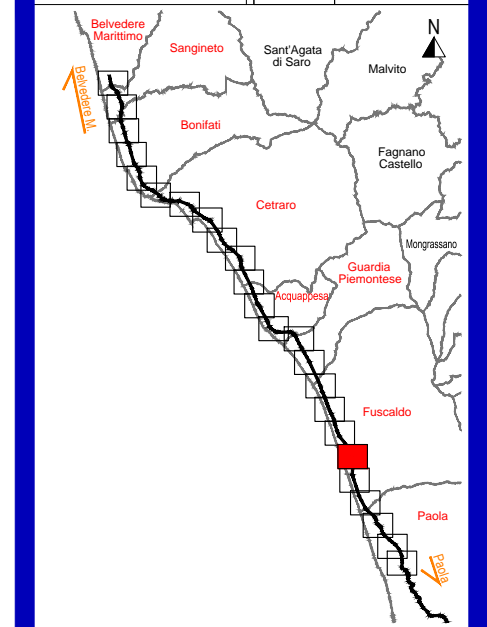 Belvedere
Marittimo
Sangineto
Sant'Agata
di Saro
N
Malvito
Belvedere M.
Bonifati
Fagnano
Castello
Cetraro
Mongrassano
Guardia
Piemontese
Acquappesa
Fuscaldo
Paola
Paola